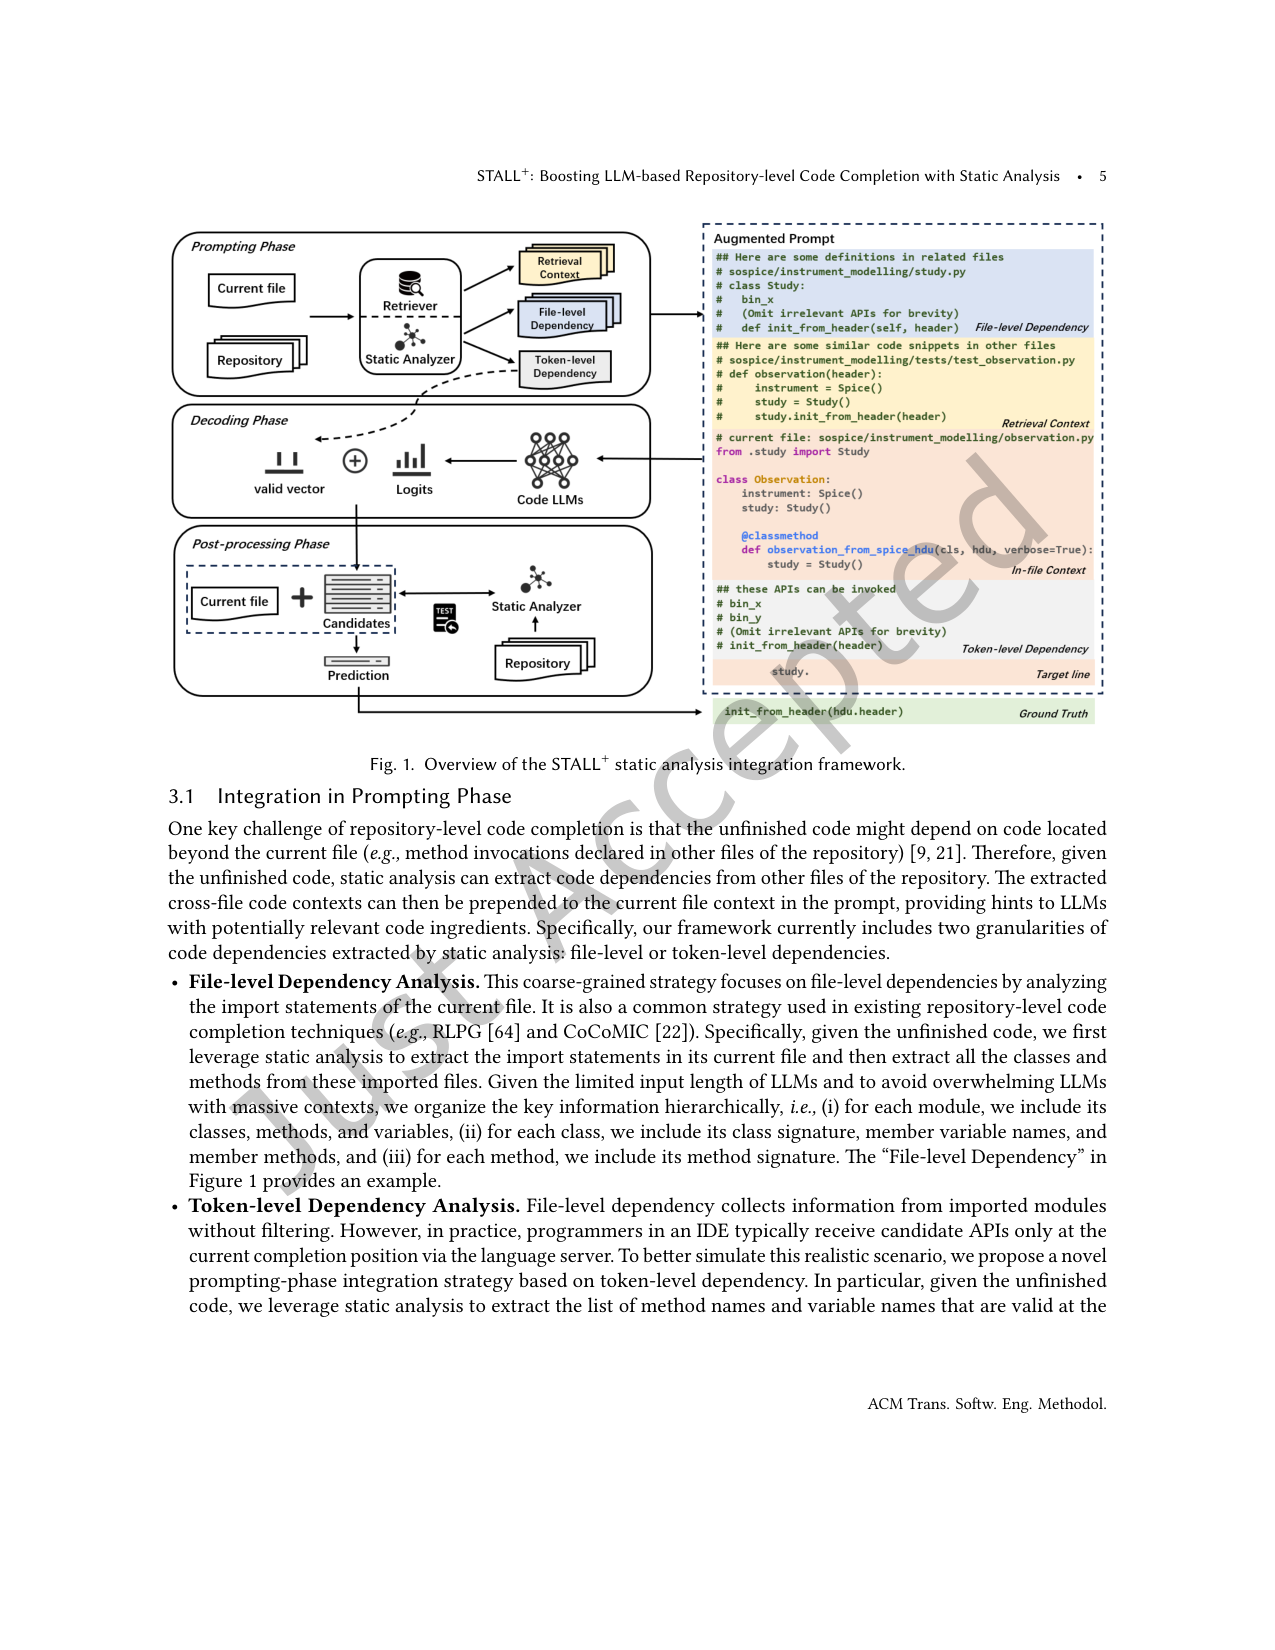 STALL+: Boosting LLM-based Repository-level Code Completion with Static Analysis • 5
Prompting Phase
Current file
Repository
Retriever
Static Analyzer
Retrieval
Context
File-level
Dependency
Token-level
Dependency
Decoding Phase
valid vector
Logits
Code LLMs
Post-processing Phase
Current file
Candidates
Prediction
TEST
Static Analyzer
Repository
Augmented Prompt
## Here are some definitions in related files
# sospice/instrument_modelling/study.py
# class Study:
#   bin_x
#   (Omit irrelevant APIs for brevity)
#   def init_from_header(self, header)   File-level Dependency
## Here are some similar code snippets in other files
# sospice/instrument_modelling/tests/test_observation.py
# def observation(header):
#     instrument = Spice()
#     study = Study()
#     study.init_from_header(header)
Retrieval Context
# current file: sospice/instrument_modelling/observation.py
from .study import Study
class Observation:
    instrument: Spice()
    study: Study()
    @classmethod
    def observation_from_spice_hdu(cls, hdu, verbose=True):
        study = Study()
In-file Context
## these APIs can be invoked
# bin_x
# bin_y
# (Omit irrelevant APIs for brevity)
# init_from_header(header)   Token-level Dependency
study.   Target line
init_from_header(hdu.header)   Ground Truth
Fig. 1. Overview of the STALL+ static analysis integration framework.
3.1 Integration in Prompting Phase
One key challenge of repository-level code completion is that the unfinished code might depend on code located
beyond the current file (e.g., method invocations declared in other files of the repository) [9, 21]. Therefore, given
the unfinished code, static analysis can extract code dependencies from other files of the repository. The extracted
cross-file code contexts can then be prepended to the current file context in the prompt, providing hints to LLMs
with potentially relevant code ingredients. Specifically, our framework currently includes two granularities of
code dependencies extracted by static analysis: file-level or token-level dependencies.
• File-level Dependency Analysis. This coarse-grained strategy focuses on file-level dependencies by analyzing
the import statements of the current file. It is also a common strategy used in existing repository-level code
completion techniques (e.g., RLPG [64] and CoCoMIC [22]). Specifically, given the unfinished code, we first
leverage static analysis to extract the import statements in its current file and then extract all the classes and
methods from these imported files. Given the limited input length of LLMs and to avoid overwhelming LLMs
with massive contexts, we organize the key information hierarchically, i.e., (i) for each module, we include its
classes, methods, and variables, (ii) for each class, we include its class signature, member variable names, and
member methods, and (iii) for each method, we include its method signature. The “File-level Dependency” in
Figure 1 provides an example.
• Token-level Dependency Analysis. File-level dependency collects information from imported modules
without filtering. However, in practice, programmers in an IDE typically receive candidate APIs only at the
current completion position via the language server. To better simulate this realistic scenario, we propose a novel
prompting-phase integration strategy based on token-level dependency. In particular, given the unfinished
code, we leverage static analysis to extract the list of method names and variable names that are valid at the
ACM Trans. Softw. Eng. Methodol.
Just Accepted